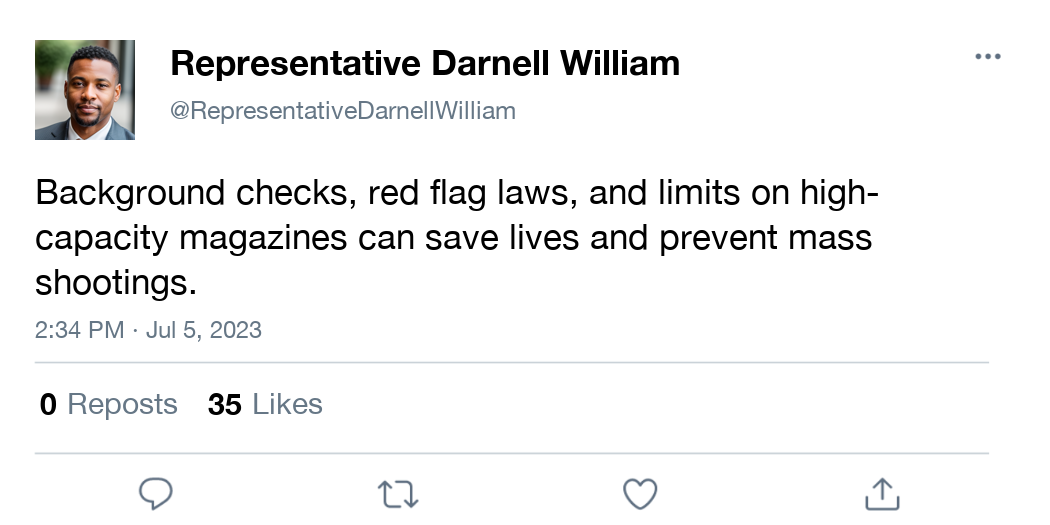 Representative Darnell William
@RepresentativeDarnellWilliam
Background checks, red flag laws, and limits on high-
capacity magazines can save lives and prevent mass
shootings.
2:34 PM · Jul 5, 2023
0 Reposts 35 Likes